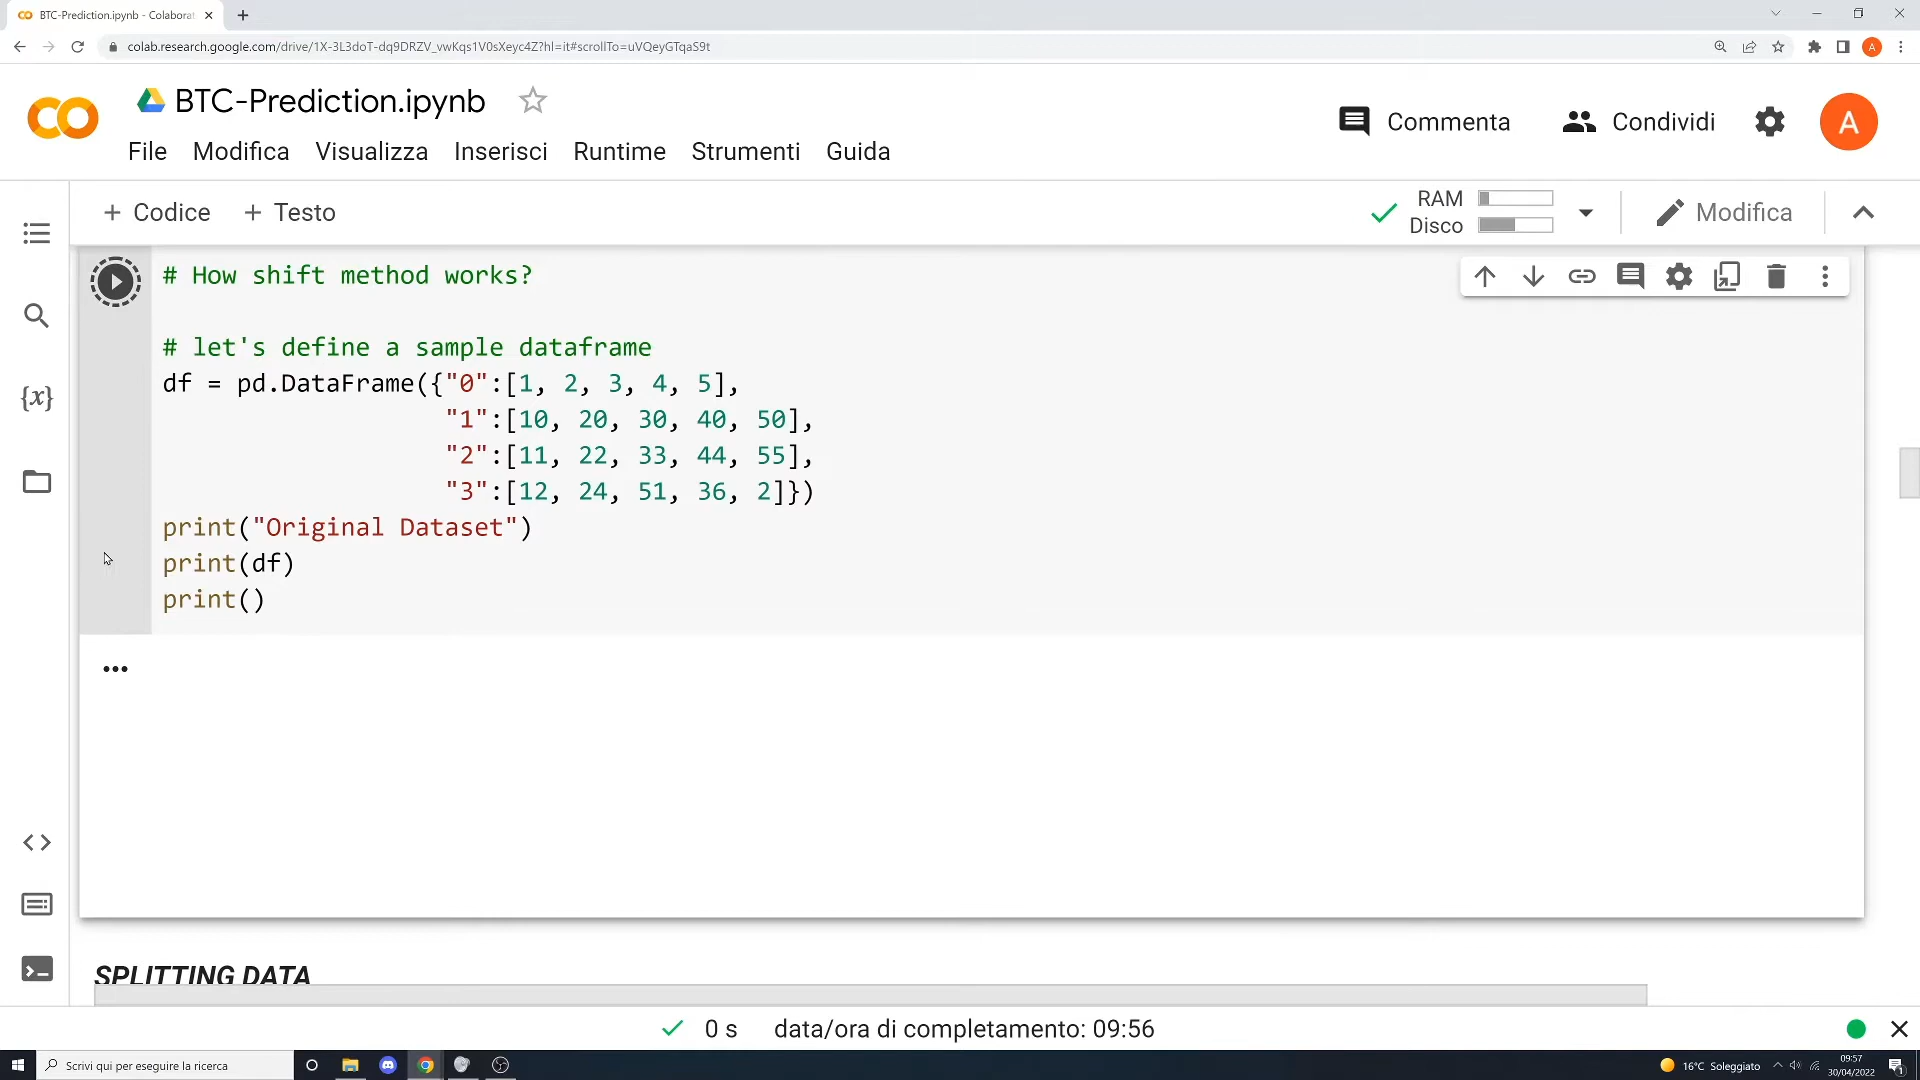 BTC-Prediction.ipynb - Colaborat
colab.research.google.com/drive/1X-3L3doT-dq9DRZV_vwKqs1V0sXeyc4Z?hl=it#scrollTo=uVQeyGTqaS9t
A
BTC-Prediction.ipynb
Commenta
Condividi
A
File Modifica Visualizza Inserisci Runtime Strumenti Guida
+ Codice + Testo
RAM
Disco
Modifica
{x}
# How shift method works?
# let's define a sample dataframe
df = pd.DataFrame({"0":[1, 2, 3, 4, 5],
"1":[10, 20, 30, 40, 50],
"2":[11, 22, 33, 44, 55],
"3":[12, 24, 51, 36, 2]})
print("Original Dataset")
print(df)
print()
•••
SPLITTING DATA
0 s data/ora di completamento: 09:56
Scrivi qui per eseguire la ricerca
16°C Soleggiato
09:57
30/04/2022
1